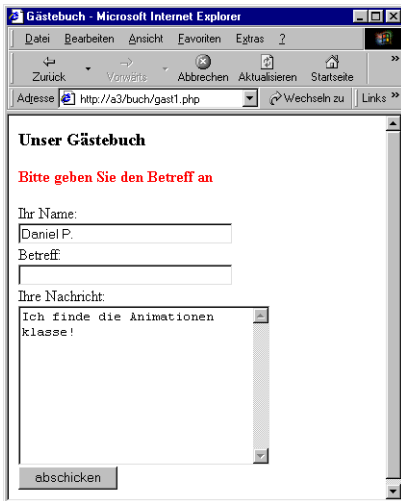 Gästebuch - Microsoft Internet Explorer
Datei Bearbeiten Ansicht Favoriten Extras ?
Zurück Vorwärts Abbrechen Aktualisieren Startseite »
Adresse http://a3/buch/gast1.php Wechseln zu Links »
Unser Gästebuch
Bitte geben Sie den Betreff an
Ihr Name:
Daniel P.
Betreff:
Ihre Nachricht:
Ich finde die Animationen
klasse!
abschicken